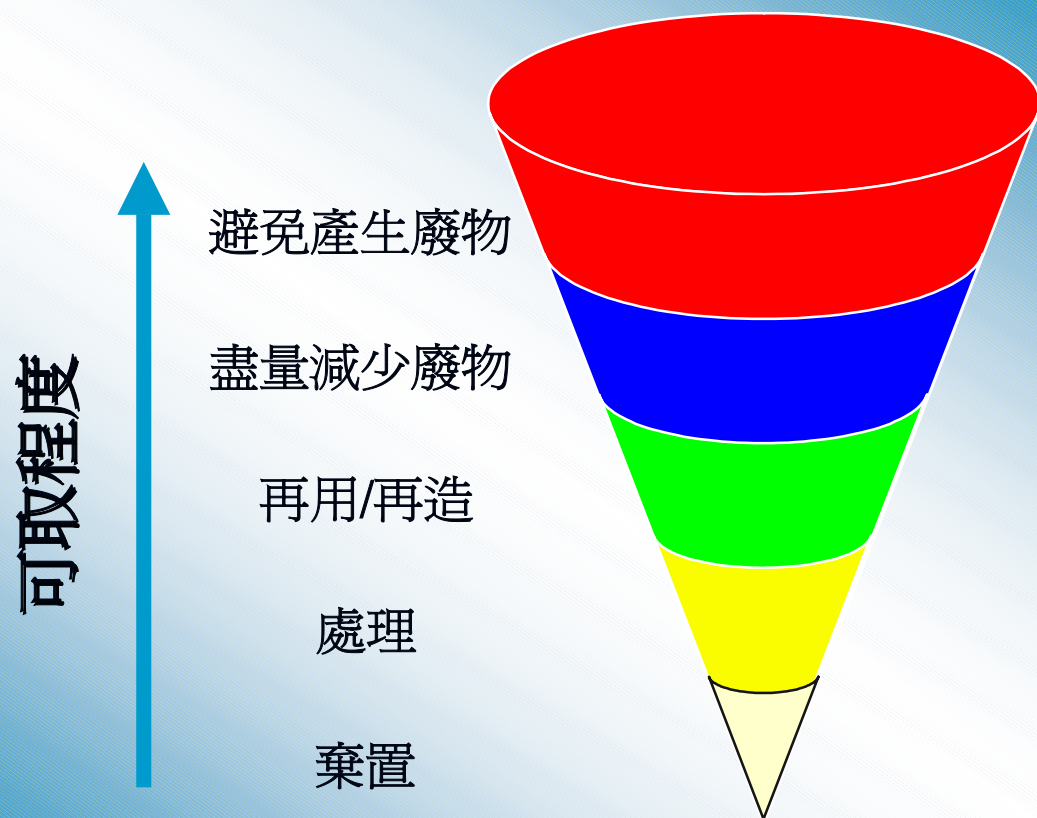 避免產生廢物
盡量減少廢物
再用/再造
處理
棄置
可取程度